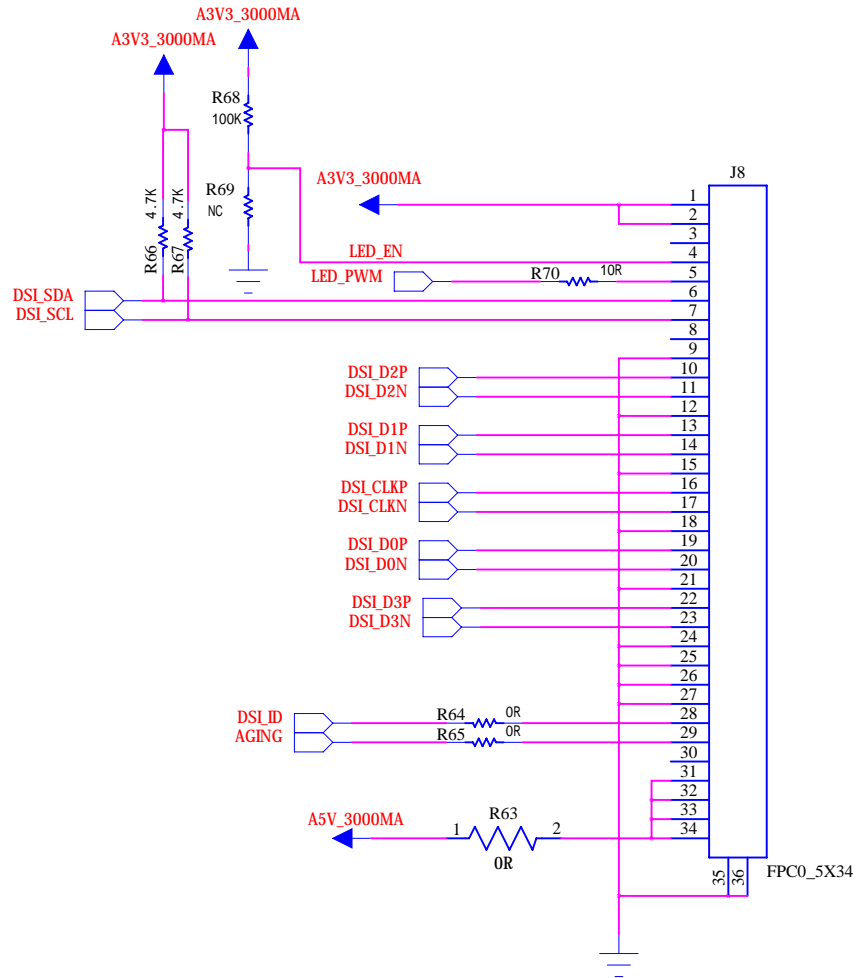 A3V3_3000MA
A3V3_3000MA
R68
100K
R69
NC
4.7K
4.7K
R66
R67
A3V3_3000MA
J8
1
2
3
LED_EN
4
LED_PWM
R70
10R
5
DSI_SDA
6
DSI_SCL
7
8
9
DSI_D2P
10
DSI_D2N
11
12
DSI_D1P
13
DSI_D1N
14
15
DSI_CLKP
16
DSI_CLKN
17
18
DSI_D0P
19
DSI_D0N
20
21
DSI_D3P
22
DSI_D3N
23
24
25
26
27
DSI_ID
R64
0R
28
AGING
R65
0R
29
30
31
32
33
A5V_3000MA
1
R63
2
0R
34
35
36
FPC0_5X34